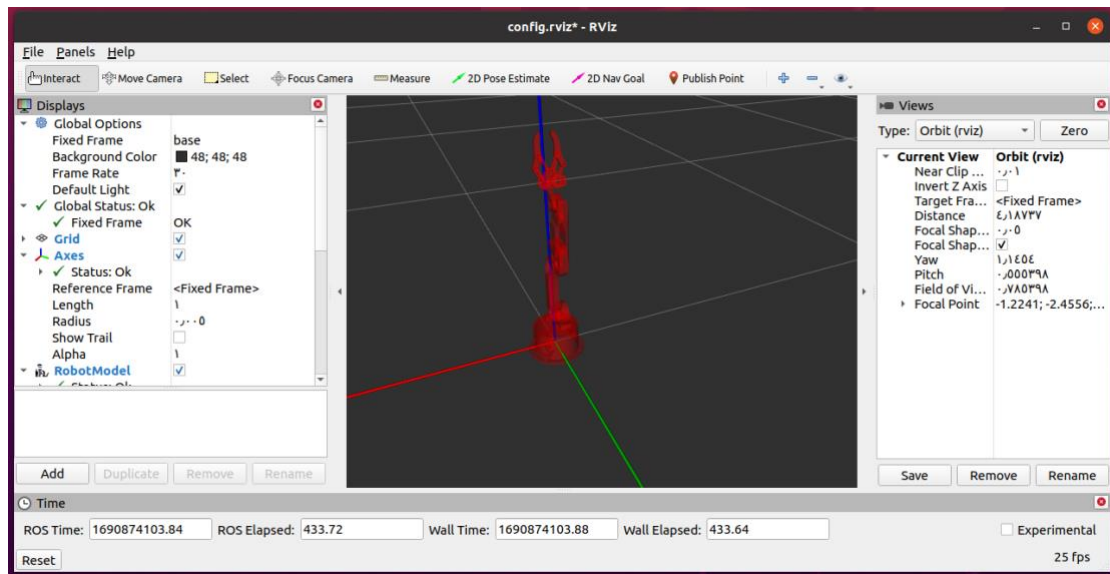 config.rviz* - RViz
File Panels Help
Interact Move Camera Select Focus Camera Measure 2D Pose Estimate 2D Nav Goal Publish Point
Displays
Global Options
Fixed Frame base
Background Color 48; 48; 48
Frame Rate ٣٠
Default Light
Global Status: Ok
Fixed Frame OK
Grid
Axes
Status: Ok
Reference Frame <Fixed Frame>
Length ١
Radius ٠٫٠٠٥
Show Trail
Alpha ١
RobotModel
Status: Ok
Add Duplicate Remove Rename
Views
Type: Orbit (rviz) Zero
Current View Orbit (rviz)
Near Clip ... ٠٫٠١
Invert Z Axis
Target Fra... <Fixed Frame>
Distance ٤٫١٨٧٣٧
Focal Shap... ٠٫٠٥
Focal Shap...
Yaw ١٫١٤٥٤
Pitch ٠٫٥٥٥٣٩٨
Field of Vi... ٠٫٧٨٥٣٩٨
Focal Point -1.2241; -2.4556;...
Save Remove Rename
Time
ROS Time: 1690874103.84 ROS Elapsed: 433.72 Wall Time: 1690874103.88 Wall Elapsed: 433.64 Experimental
Reset 25 fps